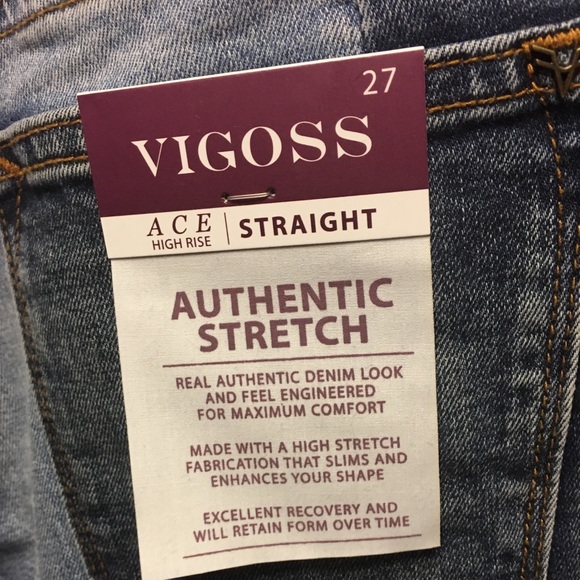 27
VIGOSS
ACE
HIGH RISE
STRAIGHT
AUTHENTIC
STRETCH
REAL AUTHENTIC DENIM LOOK
AND FEEL ENGINEERED
FOR MAXIMUM COMFORT
MADE WITH A HIGH STRETCH
FABRICATION THAT SLIMS AND
ENHANCES YOUR SHAPE
EXCELLENT RECOVERY AND
WILL RETAIN FORM OVER TIME